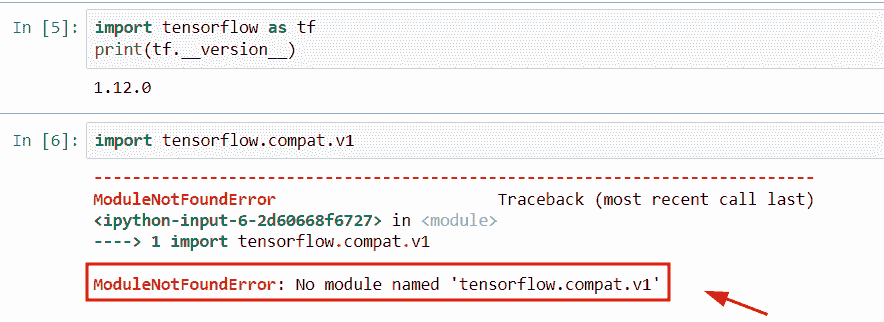 In [5]: import tensorflow as tf
print(tf.__version__)
1.12.0
In [6]: import tensorflow.compat.v1
---------------------------------------------------------------------------
ModuleNotFoundError Traceback (most recent call last)
<ipython-input-6-2d60668f6727> in <module>
----> 1 import tensorflow.compat.v1
ModuleNotFoundError: No module named 'tensorflow.compat.v1'